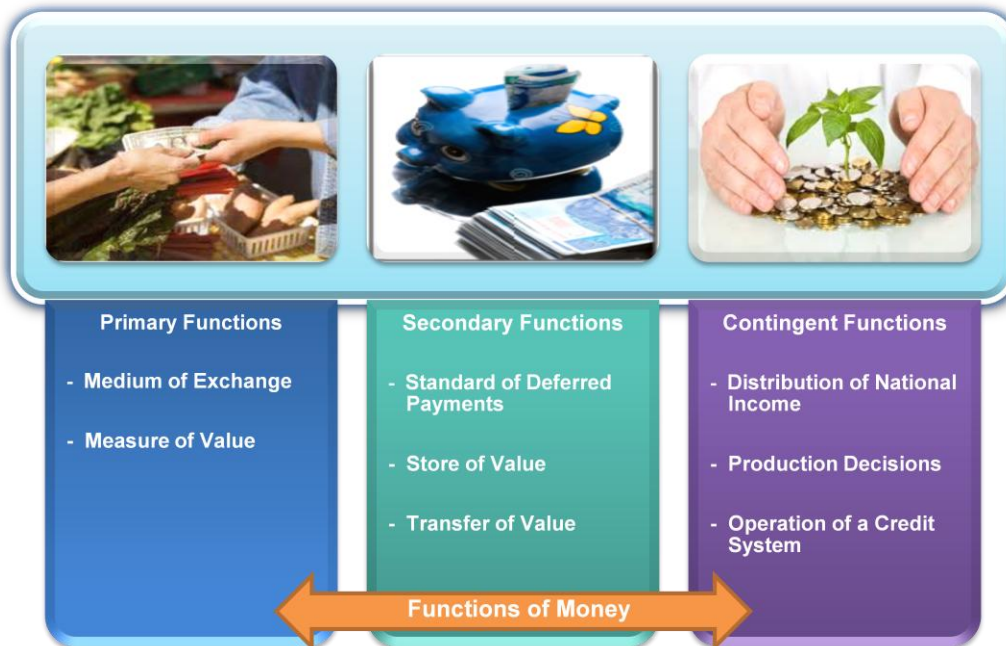 Primary Functions
- Medium of Exchange
- Measure of Value
Secondary Functions
- Standard of Deferred
Payments
- Store of Value
- Transfer of Value
Contingent Functions
- Distribution of National
Income
- Production Decisions
- Operation of a Credit
System
Functions of Money